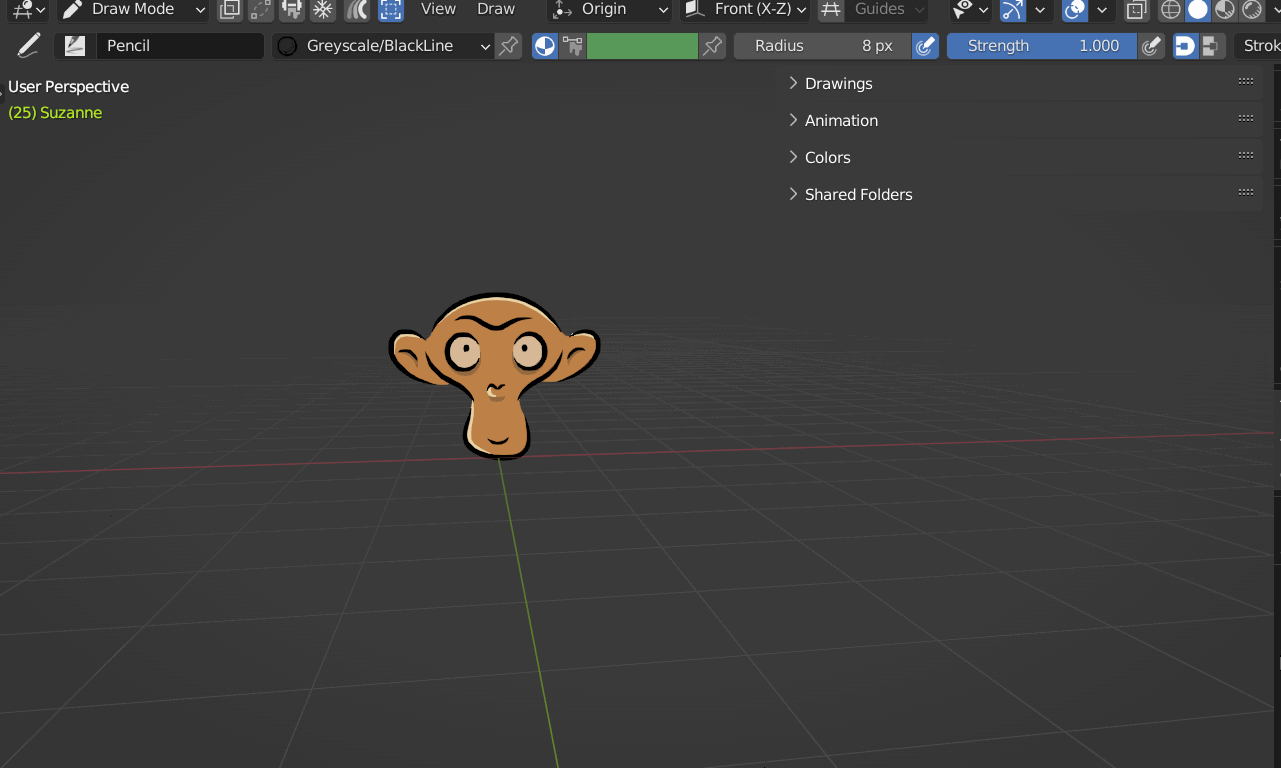 Draw Mode View Draw Origin Front (X-Z) Guides
Pencil Greyscale/BlackLine Radius 8 px Strength 1.000 Strok
User Perspective
(25) Suzanne
Drawings
Animation
Colors
Shared Folders